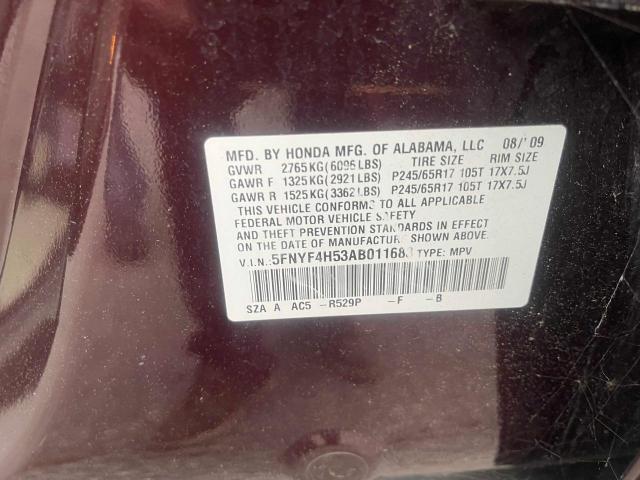 MFD. BY HONDA MFG. OF ALABAMA, LLC 08/'09
GVWR 2765KG(6095LBS) TIRE SIZE RIM SIZE
GAWR F 1325KG(2921LBS) P245/65R17 105T 17X7.5J
GAWR R 1525KG(3362LBS) P245/65R17 105T 17X7.5J
THIS VEHICLE CONFORMS TO ALL APPLICABLE
FEDERAL MOTOR VEHICLE SAFETY
AND THEFT PREVENTION STANDARDS IN EFFECT
ON THE DATE OF MANUFACTURE SHOWN ABOVE.
V.I.N.: TYPE: MPV
SZA A AC5 -R529P -F -B